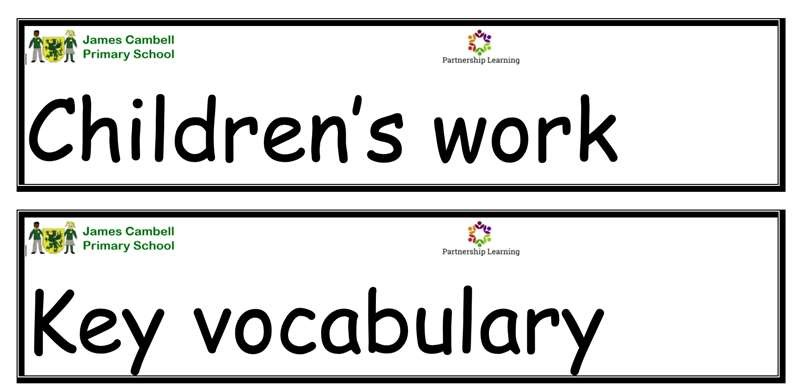 James Cambell
Primary School
Partnership Learning
Children's work
James Cambell
Primary School
Partnership Learning
Key vocabulary